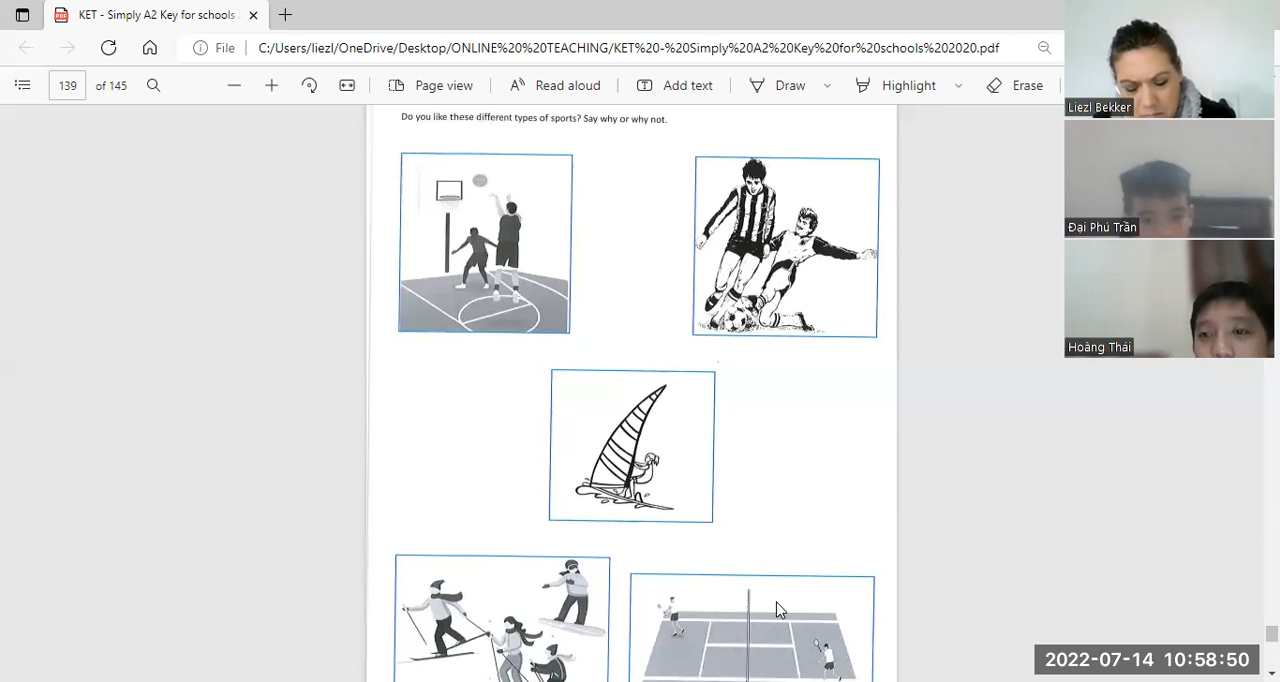 KET - Simply A2 Key for schools
File
C:/Users/liezl/OneDrive/Desktop/ONLINE%20%20TEACHING/KET%20-%20Simply%20A2%20Key%20for%20schools%202020.pdf
139 of 145
Page view
Read aloud
Add text
Draw
Highlight
Erase
Do you like these different types of sports? Say why or why not.
Liezl Bekker
Đại Phú Trần
Hoàng Thái
2022-07-14 10:58:50